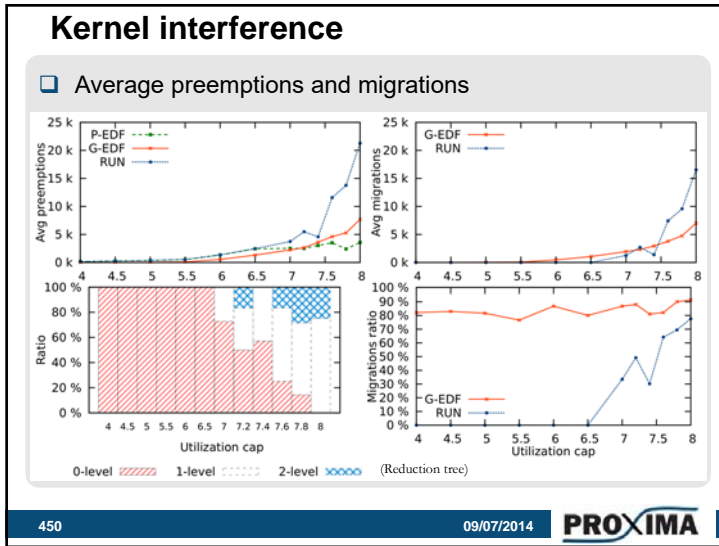 Kernel interference
Average preemptions and migrations
25 k
20 k
15 k
10 k
5 k
0 k
Avg preemptions
P-EDF
G-EDF
RUN
4 4.5 5 5.5 6 6.5 7 7.5 8
25 k
20 k
15 k
10 k
5 k
0 k
Avg migrations
G-EDF
RUN
4 4.5 5 5.5 6 6.5 7 7.5 8
100 %
80 %
60 %
40 %
20 %
0 %
Ratio
4 4.5 5 5.5 6 6.5 7 7.2 7.4 7.6 7.8 8
Utilization cap
0-level 1-level 2-level (Reduction tree)
100 %
90 %
80 %
70 %
60 %
50 %
40 %
30 %
20 %
10 %
0 %
Migrations ratio
G-EDF
RUN
4 4.5 5 5.5 6 6.5 7 7.5 8
Utilization cap
450 09/07/2014 PROXIMA